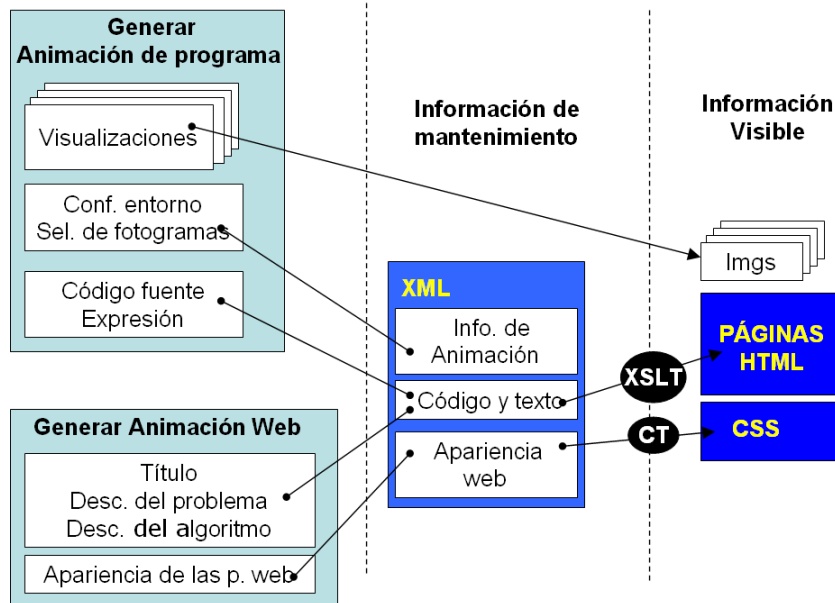 Generar
Animación de programa
Visualizaciones
Conf. entorno
Sel. de fotogramas
Código fuente
Expresión
Generar Animación Web
Título
Desc. del problema
Desc. del algoritmo
Apariencia de las p. web
Información de
mantenimiento
XML
Info. de
Animación
Código y texto
Apariencia
web
XSLT
CT
Información
Visible
Imgs
PÁGINAS
HTML
CSS